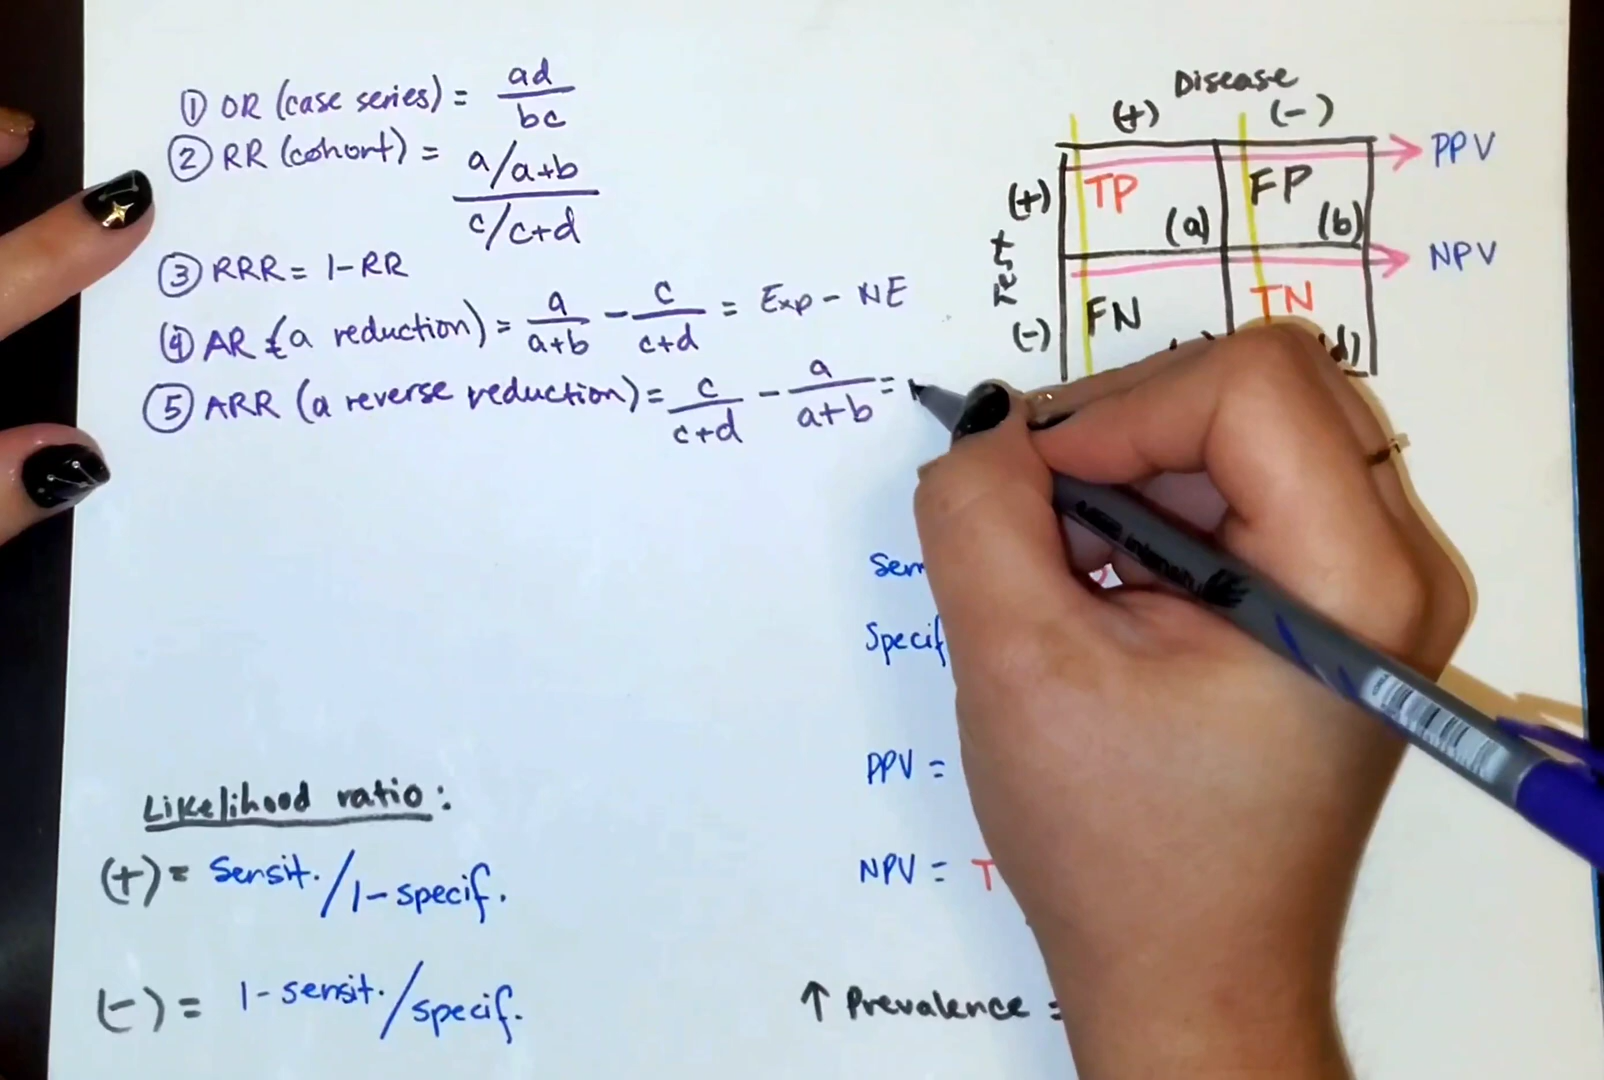 ① OR (case series) = ad / bc
② RR (cohort) = a/a+b / c/c+d
③ RRR = 1-RR
④ AR (a reduction) = a / a+b - c / c+d = Exp - NE
⑤ ARR (a reverse reduction) = c / c+d - a / a+b =
Likelihood ratio:
(+) = Sensit. / 1-specif.
(-) = 1-sensit. / specif.
Disease
(+) (-)
Test
(+) TP (a) FP (b) PPV
NPV
(-) FN TN (d)
Sen
Specif
PPV =
NPV = T
↑ Prevalence =